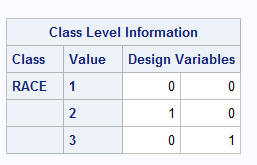 Class Level Information
Class Value Design Variables
RACE 1 0 0
2 1 0
3 0 1